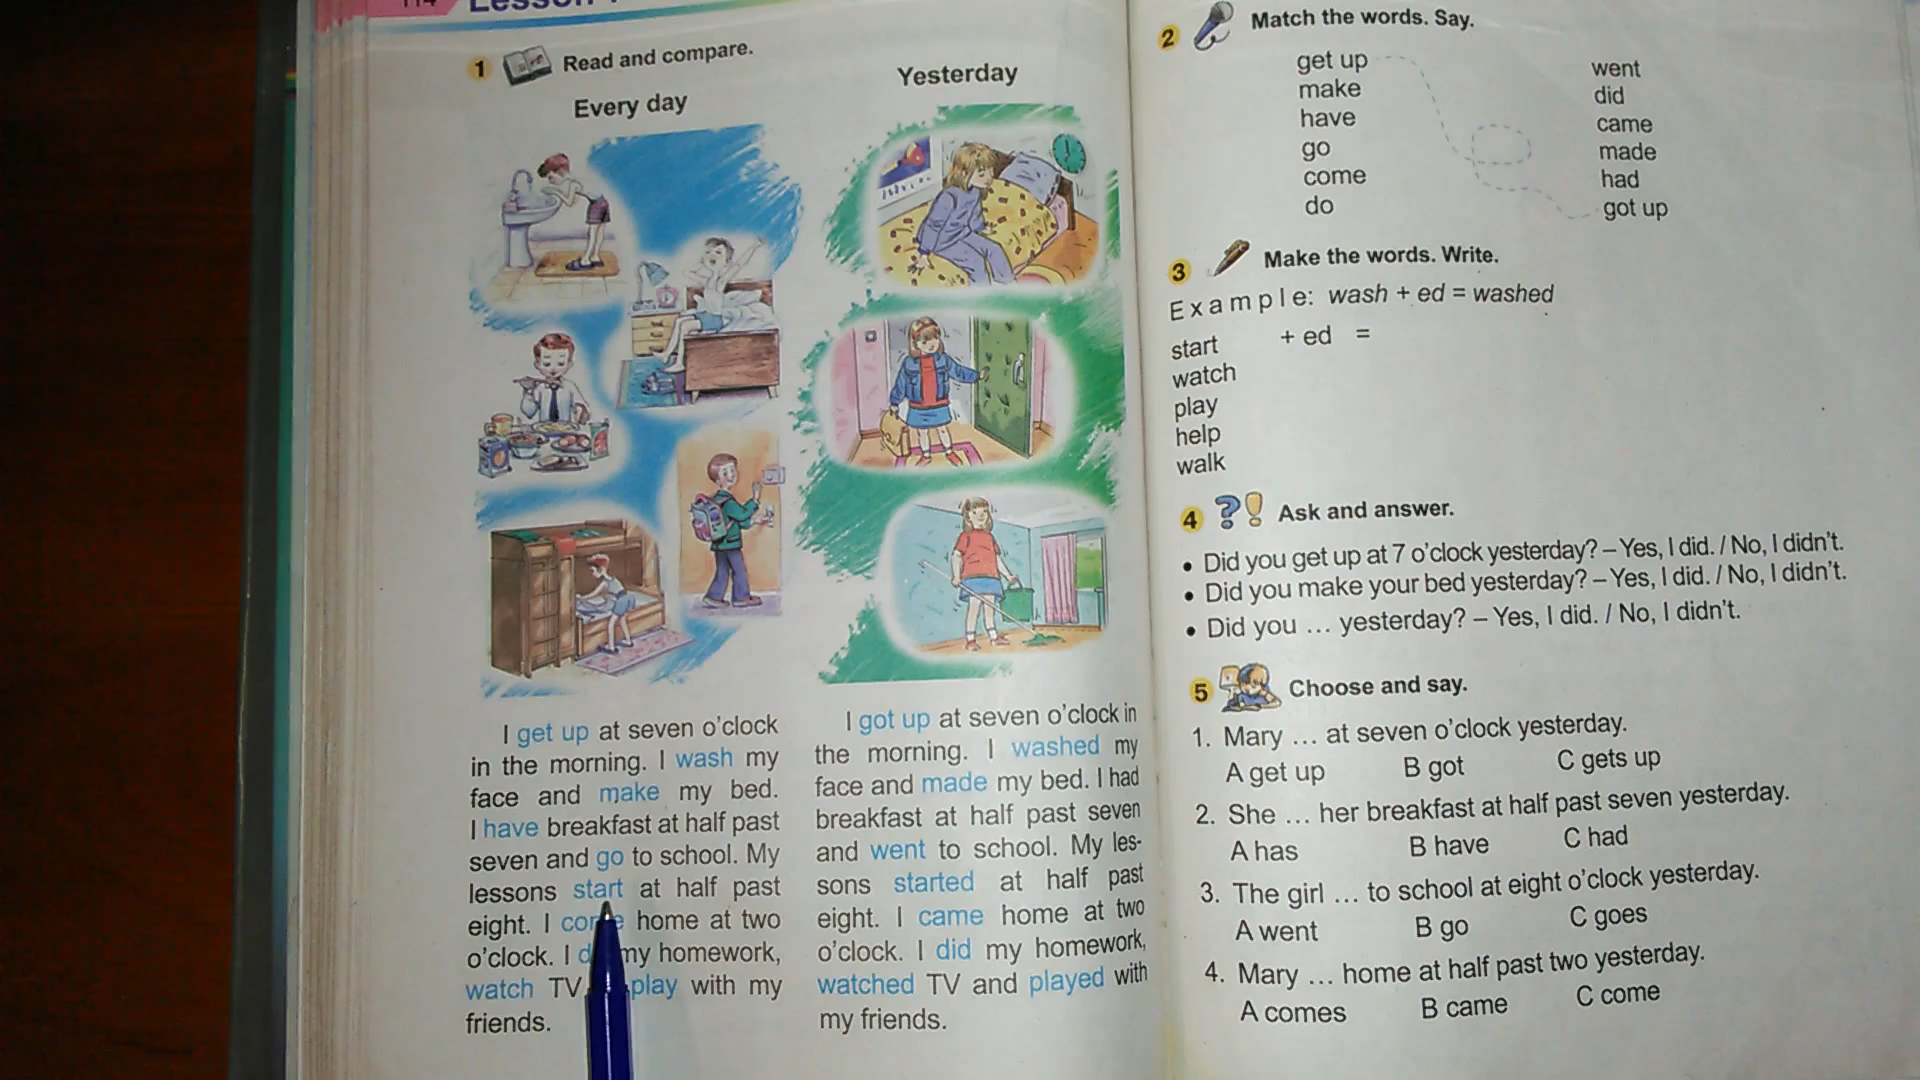 114
Lesson
1
Read and compare.
Every day
Yesterday
I get up at seven o'clock
in the morning. I wash my
face and make my bed.
I have breakfast at half past
seven and go to school. My
lessons start at half past
eight. I come home at two
o'clock. I my homework,
watch TV play with my
friends.
I got up at seven o'clock in
the morning. I washed my
face and made my bed. I had
breakfast at half past seven
and went to school. My les-
sons started at half past
eight. I came home at two
o'clock. I did my homework,
watched TV and played with
my friends.
2
Match the words. Say.
get up
make
have
go
come
do
went
did
came
made
had
got up
3
Make the words. Write.
Example: wash + ed = washed
start + ed =
watch
play
help
walk
4
?! Ask and answer.
• Did you get up at 7 o'clock yesterday? – Yes, I did. / No, I didn't.
• Did you make your bed yesterday? – Yes, I did. / No, I didn't.
• Did you ... yesterday? – Yes, I did. / No, I didn't.
5
Choose and say.
1. Mary ... at seven o'clock yesterday.
A get up B got C gets up
2. She ... her breakfast at half past seven yesterday.
A has B have C had
3. The girl ... to school at eight o'clock yesterday.
A went B go C goes
4. Mary ... home at half past two yesterday.
A comes B came C come